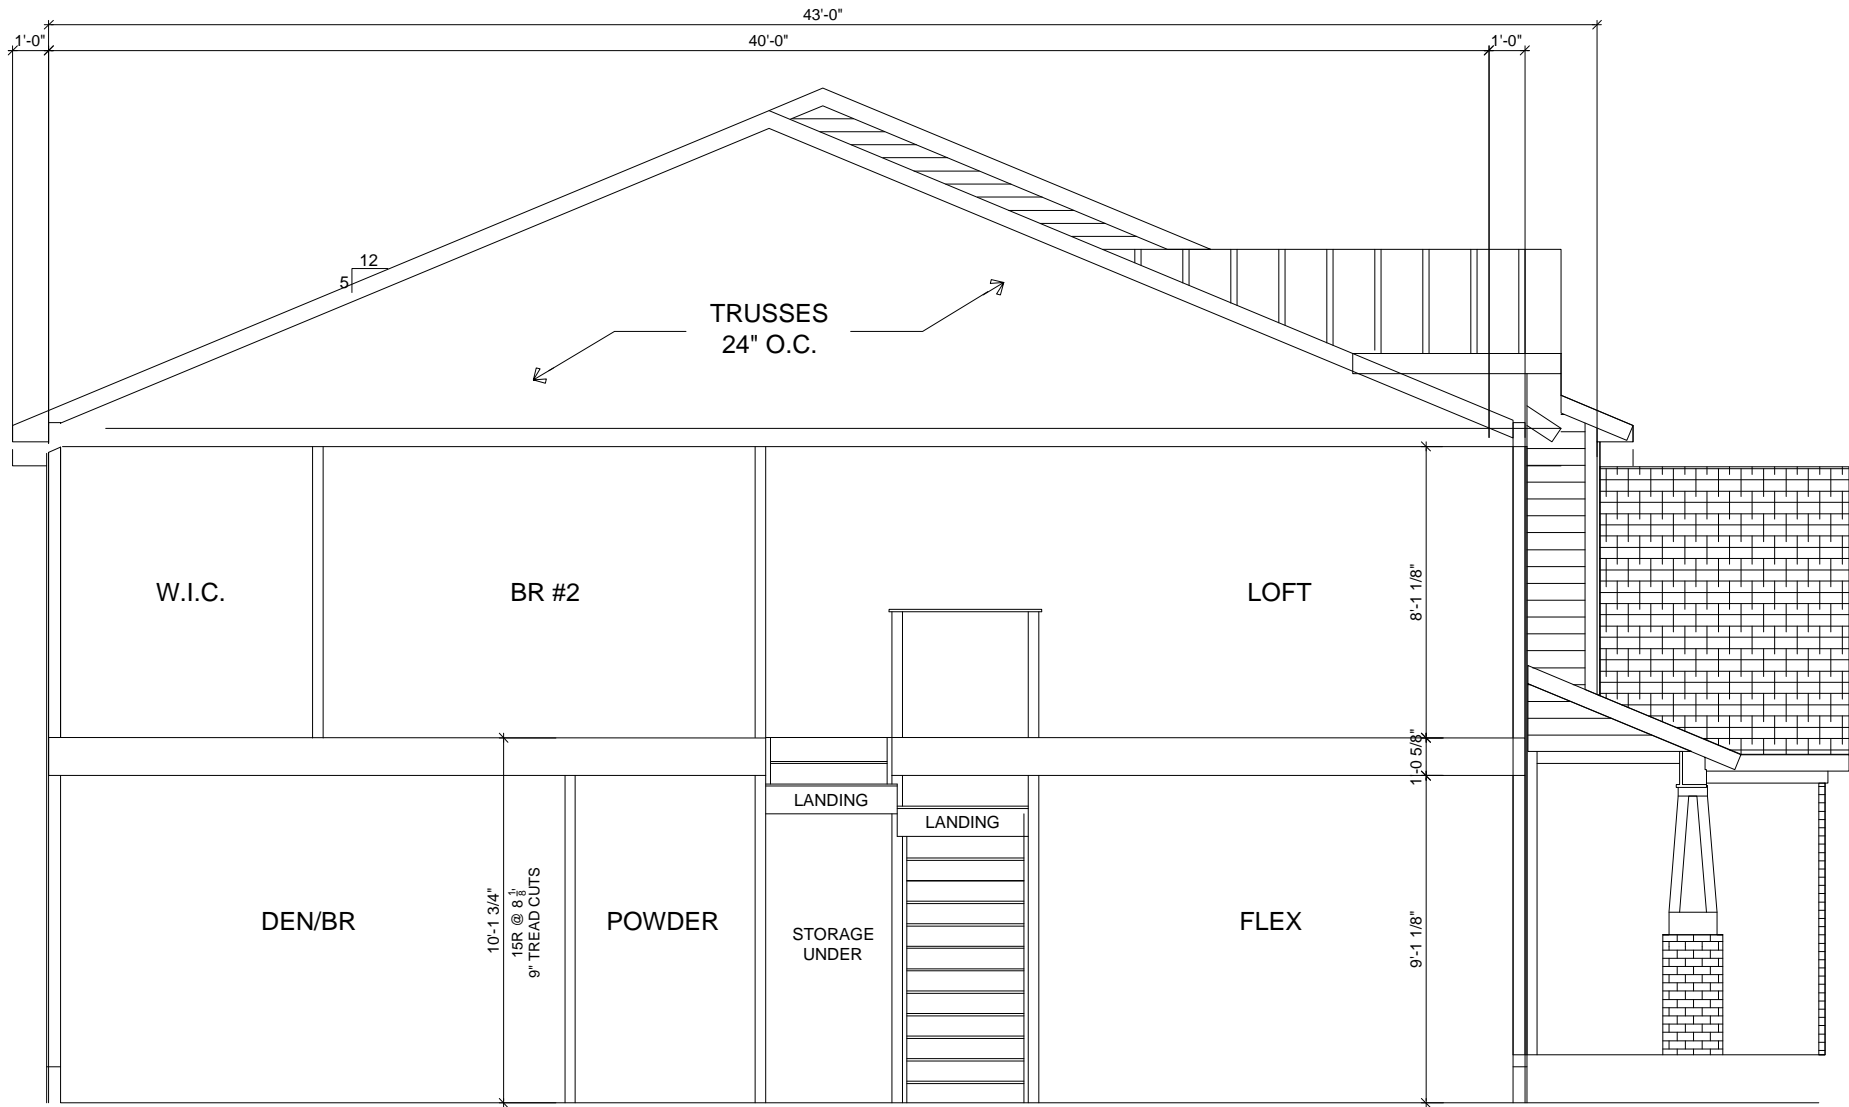 43'-0"
1'-0"
40'-0"
1'-0"
12
5
TRUSSES
24" O.C.
W.I.C.
BR #2
LOFT
8'-1 1/8"
1'-0 5/8"
LANDING
LANDING
DEN/BR
10'-1 3/4"
15R @ 8 1/8"
9" TREAD CUTS
POWDER
STORAGE
UNDER
FLEX
9'-1 1/8"